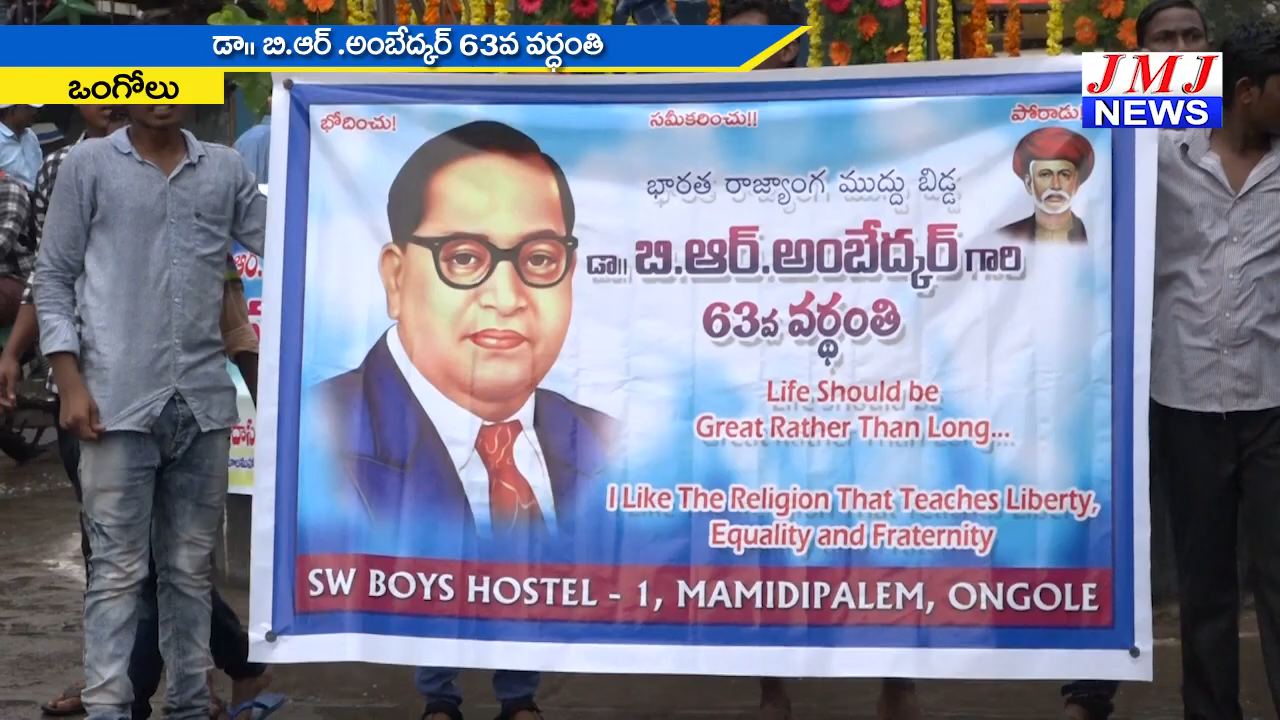 డా॥ బి.ఆర్ .అంబేద్కర్ 63వ వర్ధంతి
ఒంగోలు
JMJ
NEWS
భోదించు! సమీకరించు!! పోరాడు!
భారత రాజ్యాంగ ముద్దు బిడ్డ
డా॥ బి.ఆర్.అంబేద్కర్ గారి
63వ వర్థంతి
Life Should be
Great Rather Than Long...
I Like The Religion That Teaches Liberty,
Equality and Fraternity
SW BOYS HOSTEL - 1, MAMIDIPALEM, ONGOLE